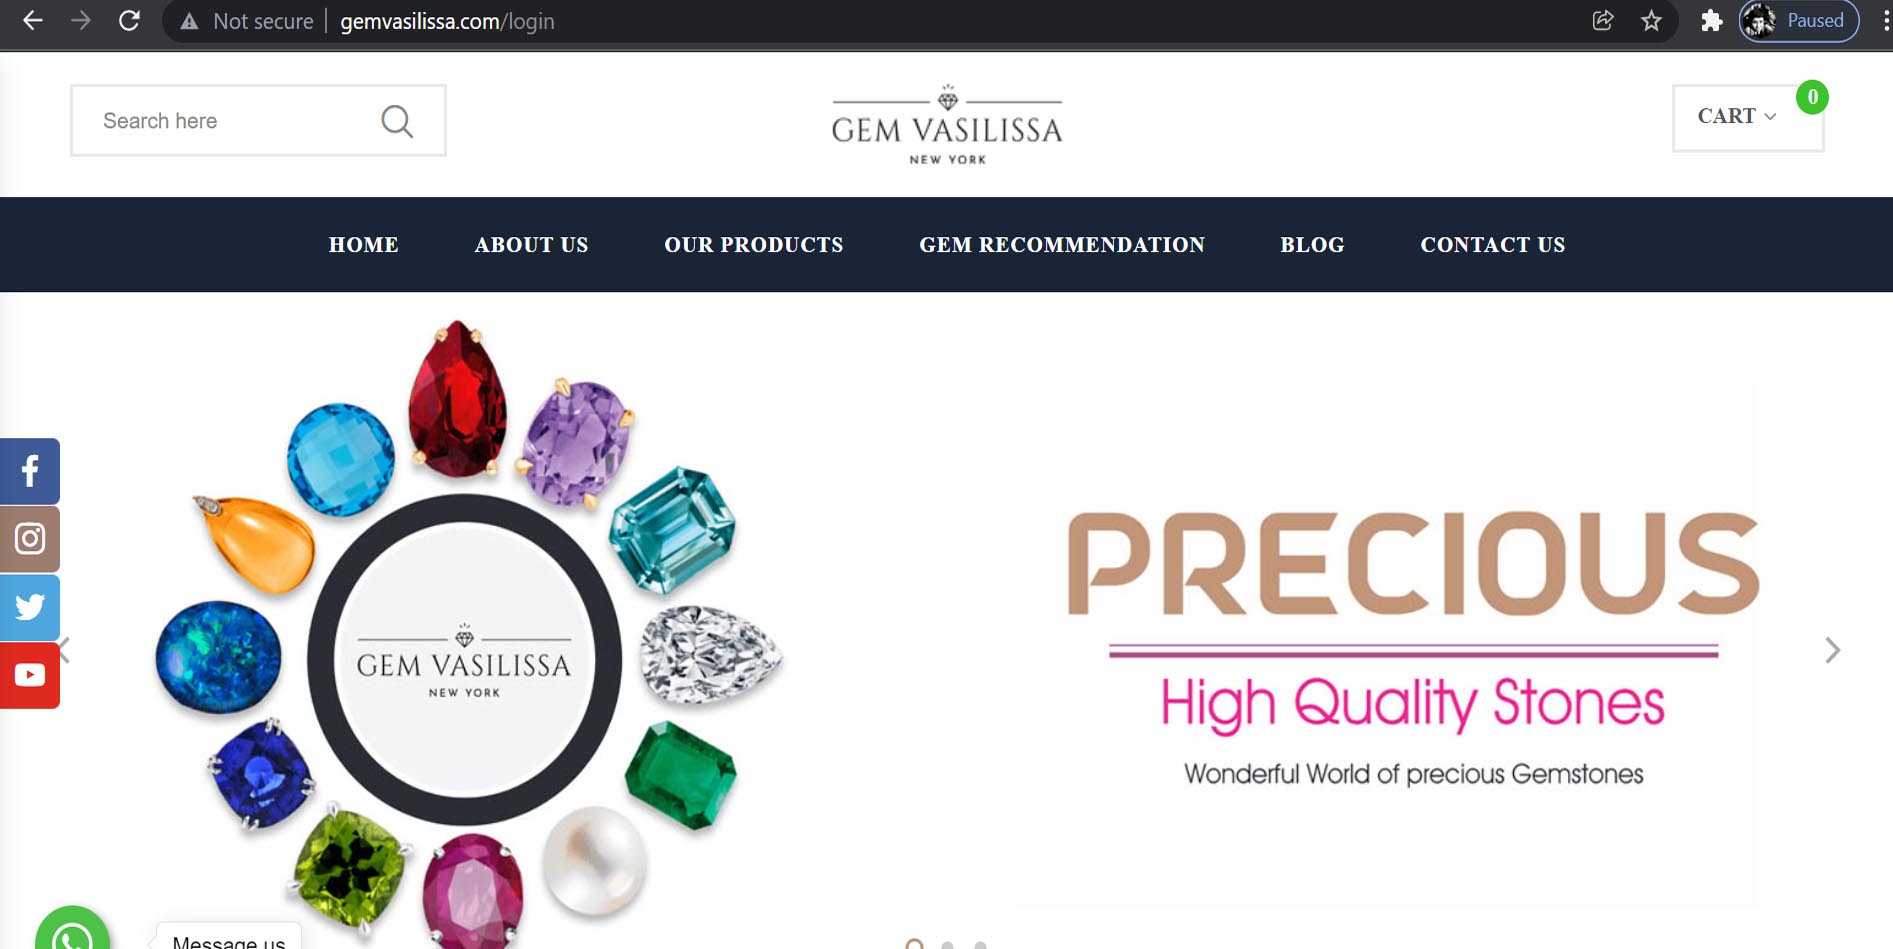 Not secure
gemvasilissa.com/login
Paused
Search here
GEM VASILISSA
NEW YORK
CART
0
HOME
ABOUT US
OUR PRODUCTS
GEM RECOMMENDATION
BLOG
CONTACT US
GEM VASILISSA
NEW YORK
PRECIOUS
High Quality Stones
Wonderful World of precious Gemstones
Message us